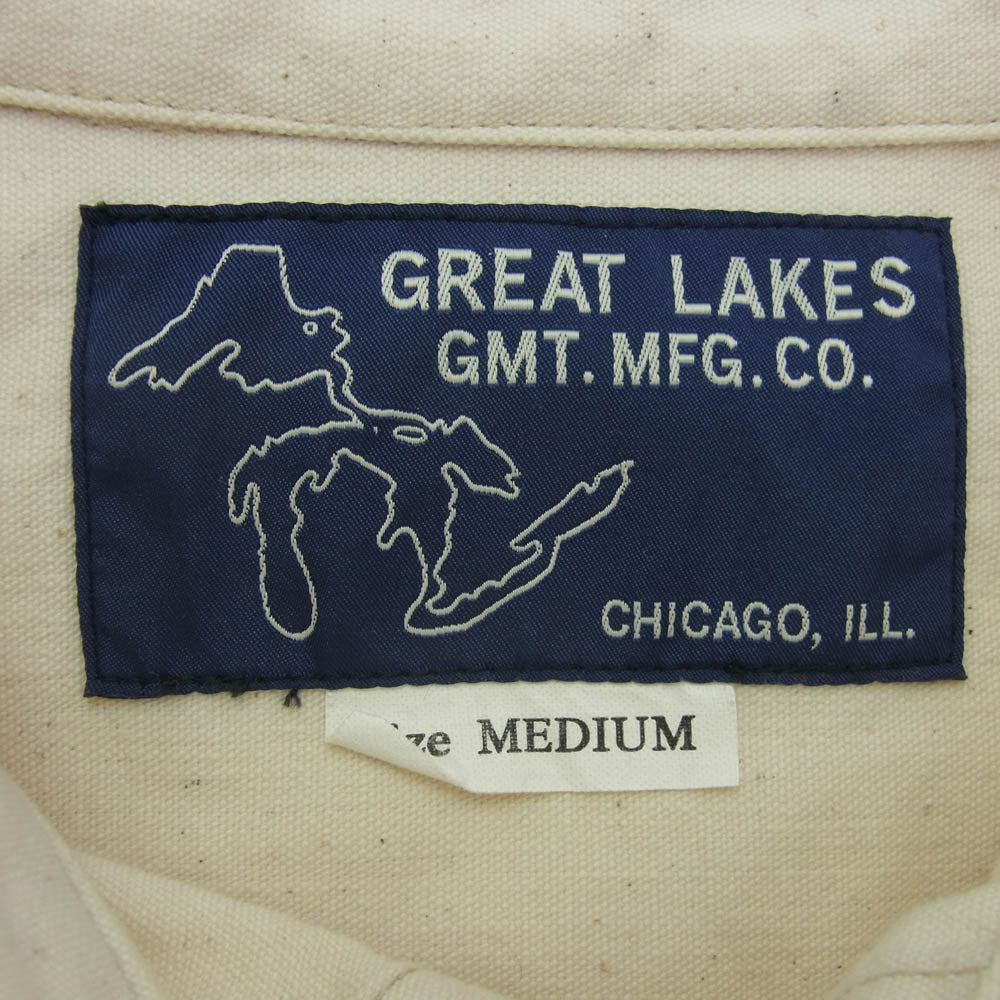 GREAT LAKES
GMT. MFG. CO.
CHICAGO, ILL.
MEDIUM